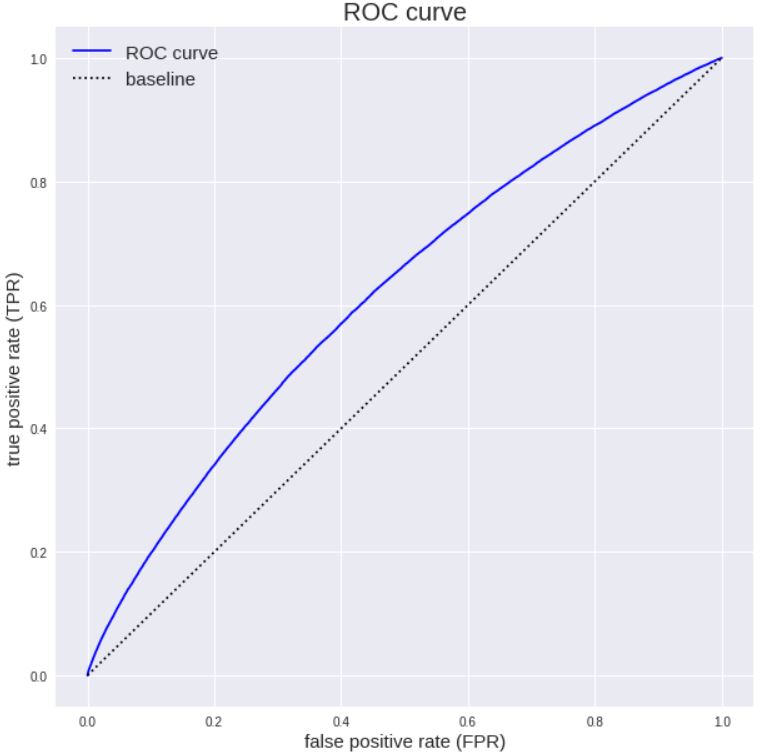 ROC curve
ROC curve
baseline
1.0
0.8
0.6
0.4
0.2
0.0
true positive rate (TPR)
0.0 0.2 0.4 0.6 0.8 1.0
false positive rate (FPR)